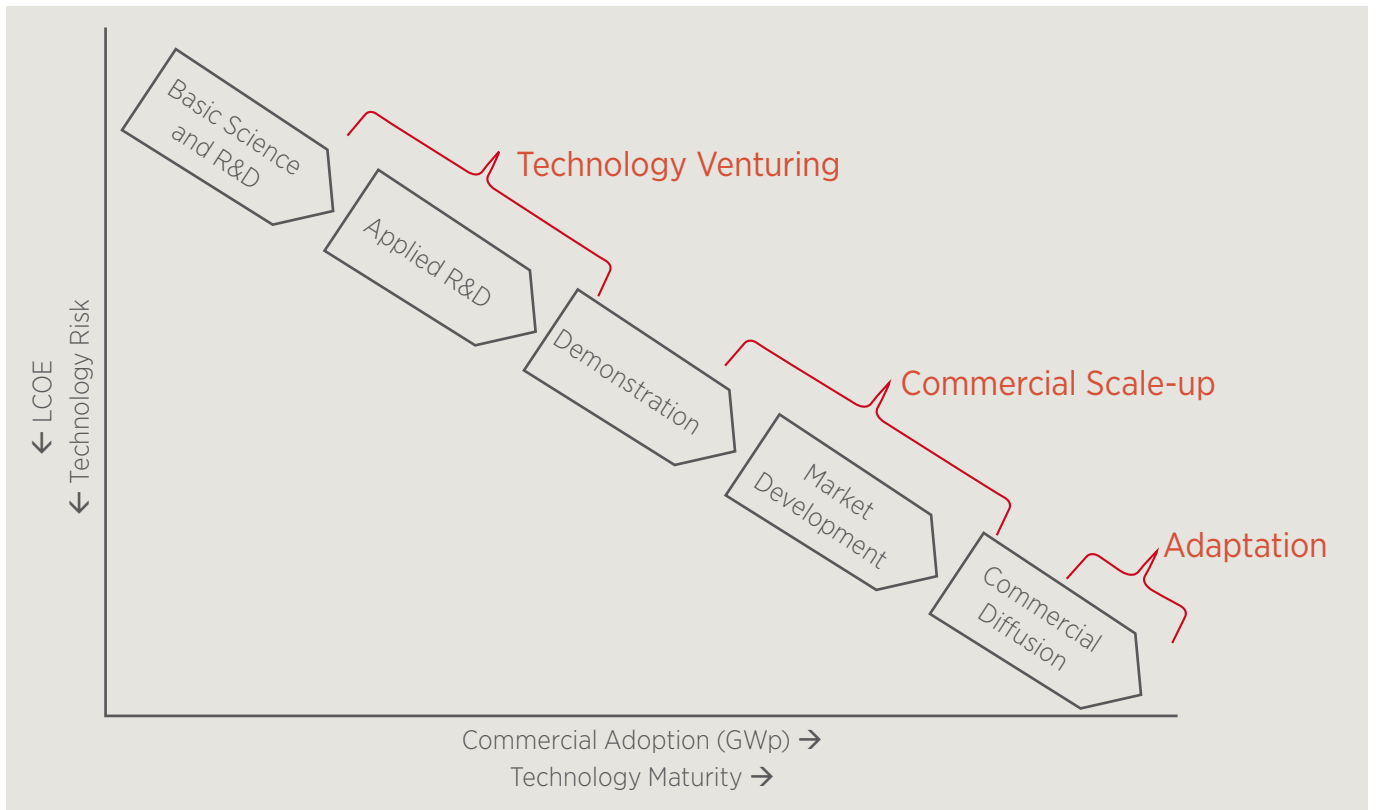 Basic Science
and R&D
Technology Venturing
Applied R&D
Demonstration
Commercial Scale-up
Market
Development
Adaptation
Commercial
Diffusion
← LCOE
← Technology Risk
Commercial Adoption (GWp) →
Technology Maturity →